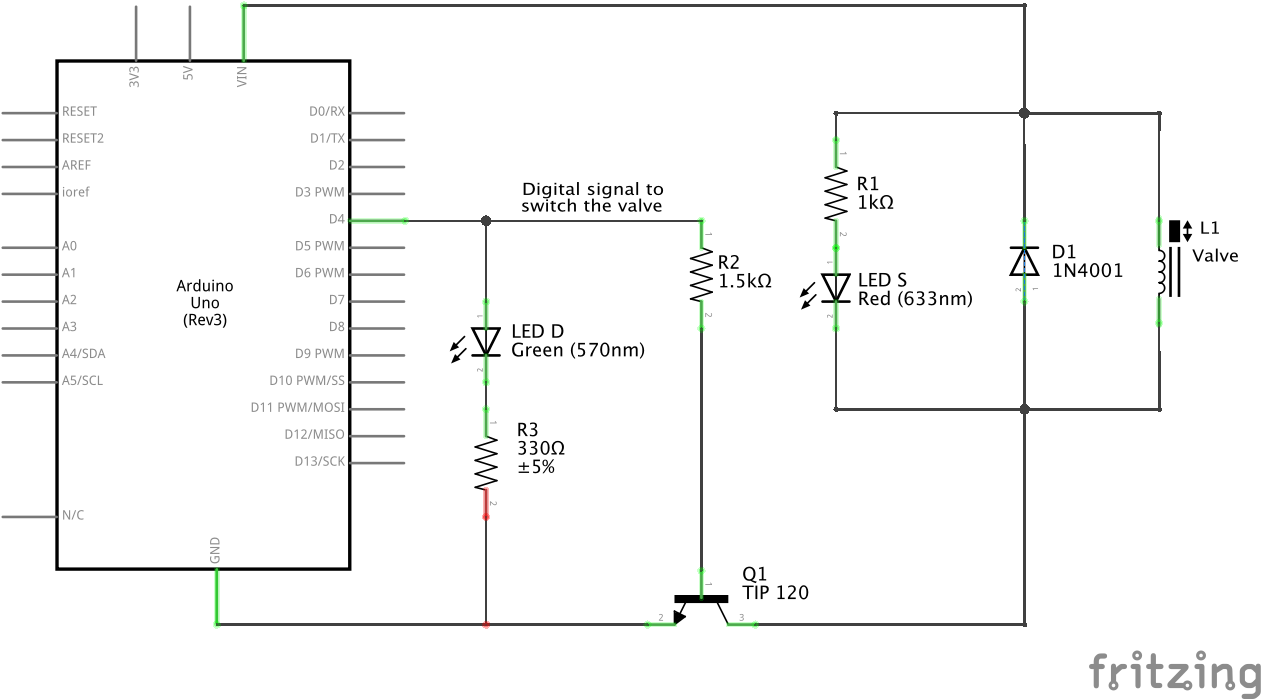 3V3
5V
VIN
RESET
RESET2
AREF
ioref
A0
A1
A2
A3
A4/SDA
A5/SCL
N/C
GND
D0/RX
D1/TX
D2
D3 PWM
D4
D5 PWM
D6 PWM
D7
D8
D9 PWM
D10 PWM/SS
D11 PWM/MOSI
D12/MISO
D13/SCK
Arduino
Uno
(Rev3)
Digital signal to
switch the valve
1
LED D
Green (570nm)
2
1
R3
330Ω
±5%
2
1
R2
1.5kΩ
2
1
R1
1kΩ
2
1
LED S
Red (633nm)
2
D1
1N4001
2 1
L1
Valve
1
Q1
TIP 120
2 3
fritzing